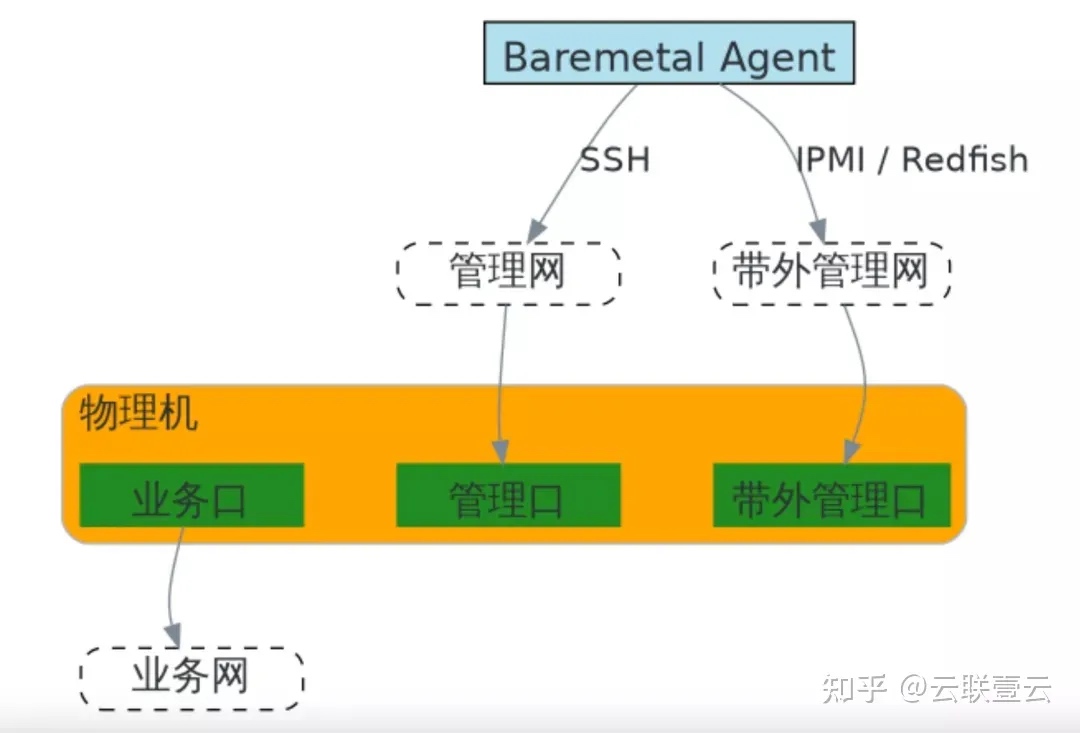 Baremetal Agent
SSH
IPMI / Redfish
管理网
带外管理网
物理机
业务口
管理口
带外管理口
业务网
知乎 @云联壹云